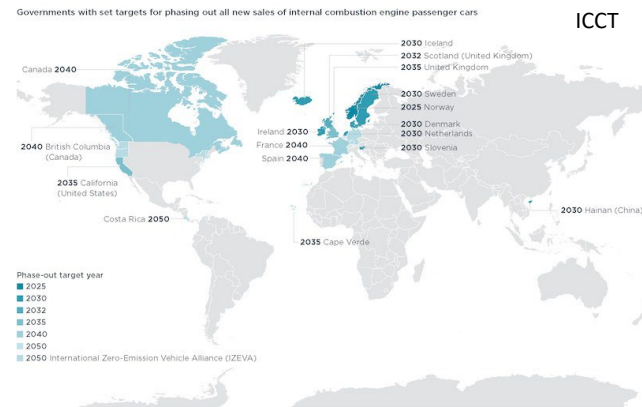 Governments with set targets for phasing out all new sales of internal combustion engine passenger cars
ICCT
2030 Iceland
2032 Scotland (United Kingdom)
2035 United Kingdom
Canada 2040
2030 Sweden
2025 Norway
Ireland 2030
2030 Denmark
2030 Netherlands
France 2040
2040 British Columbia
(Canada)
2030 Slovenia
Spain 2040
2035 California
(United States)
2030 Hainan (China)
Costa Rica 2050
2035 Cape Verde
Phase-out target year
2025
2030
2032
2035
2040
2050
2050 International Zero-Emission Vehicle Alliance (IZEVA)